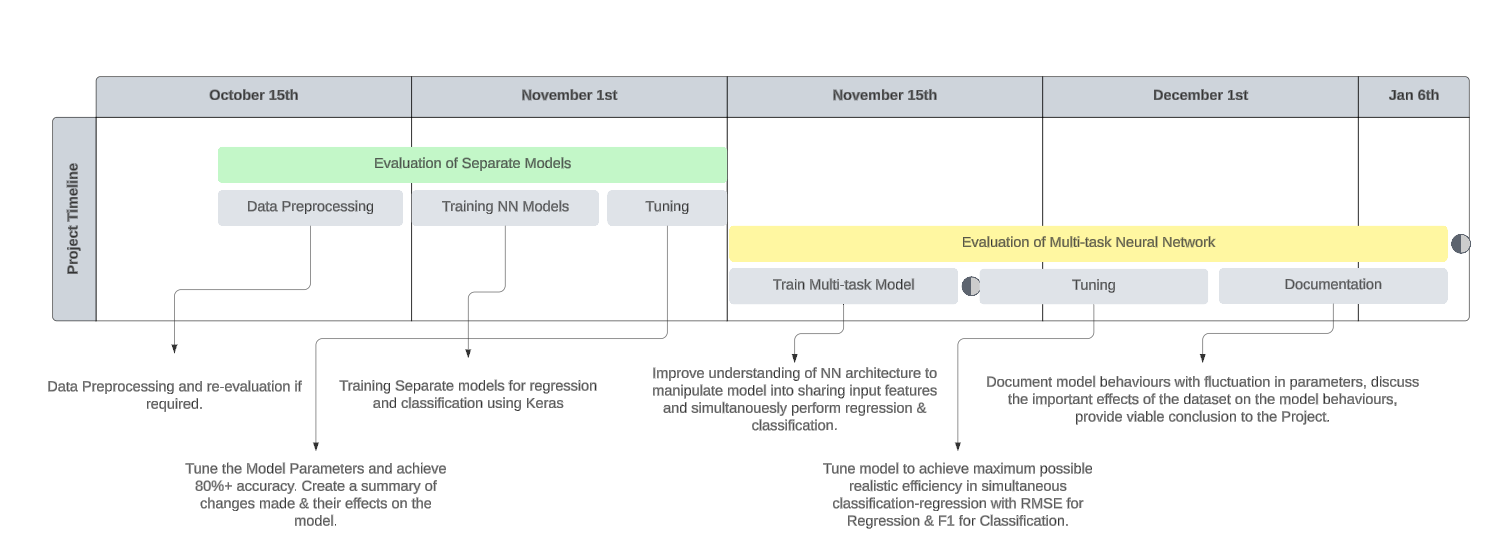 October 15th
November 1st
November 15th
December 1st
Jan 6th
Project Timeline
Evaluation of Separate Models
Data Preprocessing
Training NN Models
Tuning
Evaluation of Multi-task Neural Network
Train Multi-task Model
Tuning
Documentation
Data Preprocessing and re-evaluation if
required.
Training Separate models for regression
and classification using Keras
Improve understanding of NN architecture to
manipulate model into sharing input features
and simultanouesly perform regression &
classification.
Document model behaviours with fluctuation in parameters, discuss
the important effects of the dataset on the model behaviours,
provide viable conclusion to the Project.
Tune the Model Parameters and achieve
80%+ accuracy. Create a summary of
changes made & their effects on the
model.
Tune model to achieve maximum possible
realistic efficiency in simultaneous
classification-regression with RMSE for
Regression & F1 for Classification.